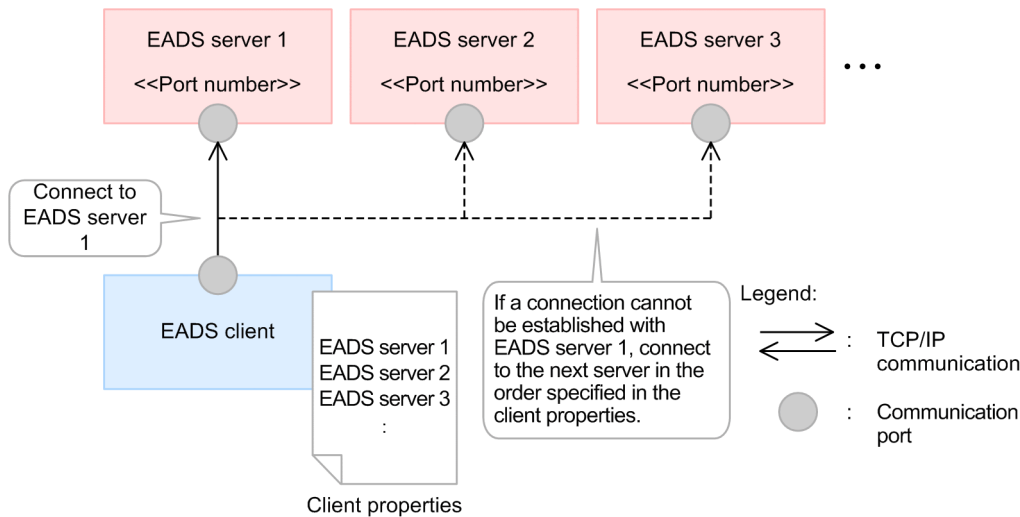 EADS server 1
<<Port number>>
EADS server 2
<<Port number>>
EADS server 3
<<Port number>>
...
Connect to
EADS server
1
EADS client
EADS server 1
EADS server 2
EADS server 3
:
Client properties
If a connection cannot
be established with
EADS server 1, connect
to the next server in the
order specified in the
client properties.
Legend:
: TCP/IP
communication
: Communication
port